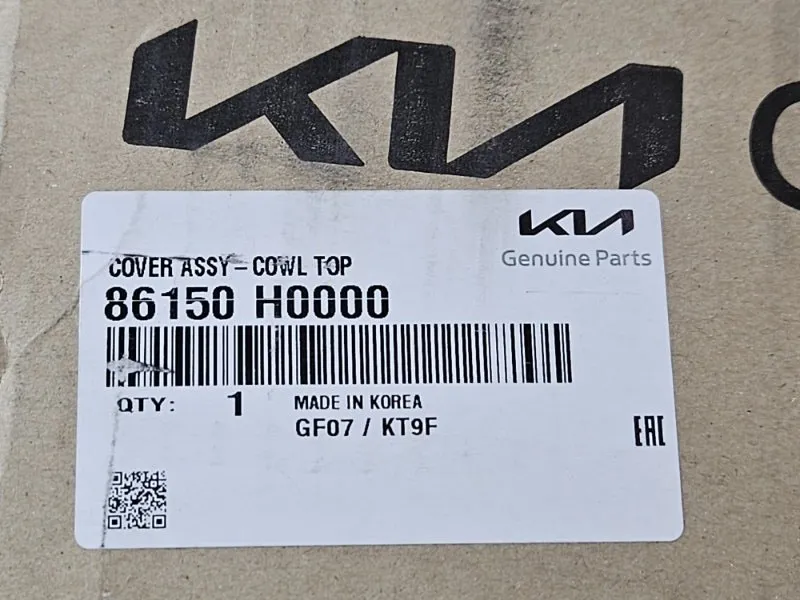 KIA
KIA
Genuine Parts
COVER ASSY-COWL TOP
86150 H0000
QTY: 1 MADE IN KOREA
GF07 / KT9F
EAC